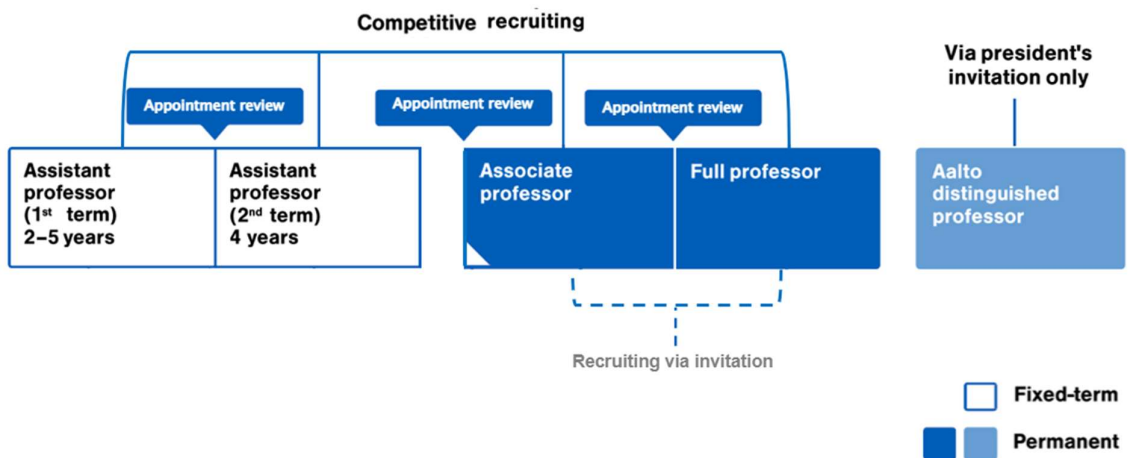 Competitive recruiting
Via president's
invitation only
Appointment review
Appointment review
Appointment review
Assistant
professor
(1st term)
2–5 years
Assistant
professor
(2nd term)
4 years
Associate
professor
Full professor
Aalto
distinguished
professor
Recruiting via invitation
Fixed-term
Permanent